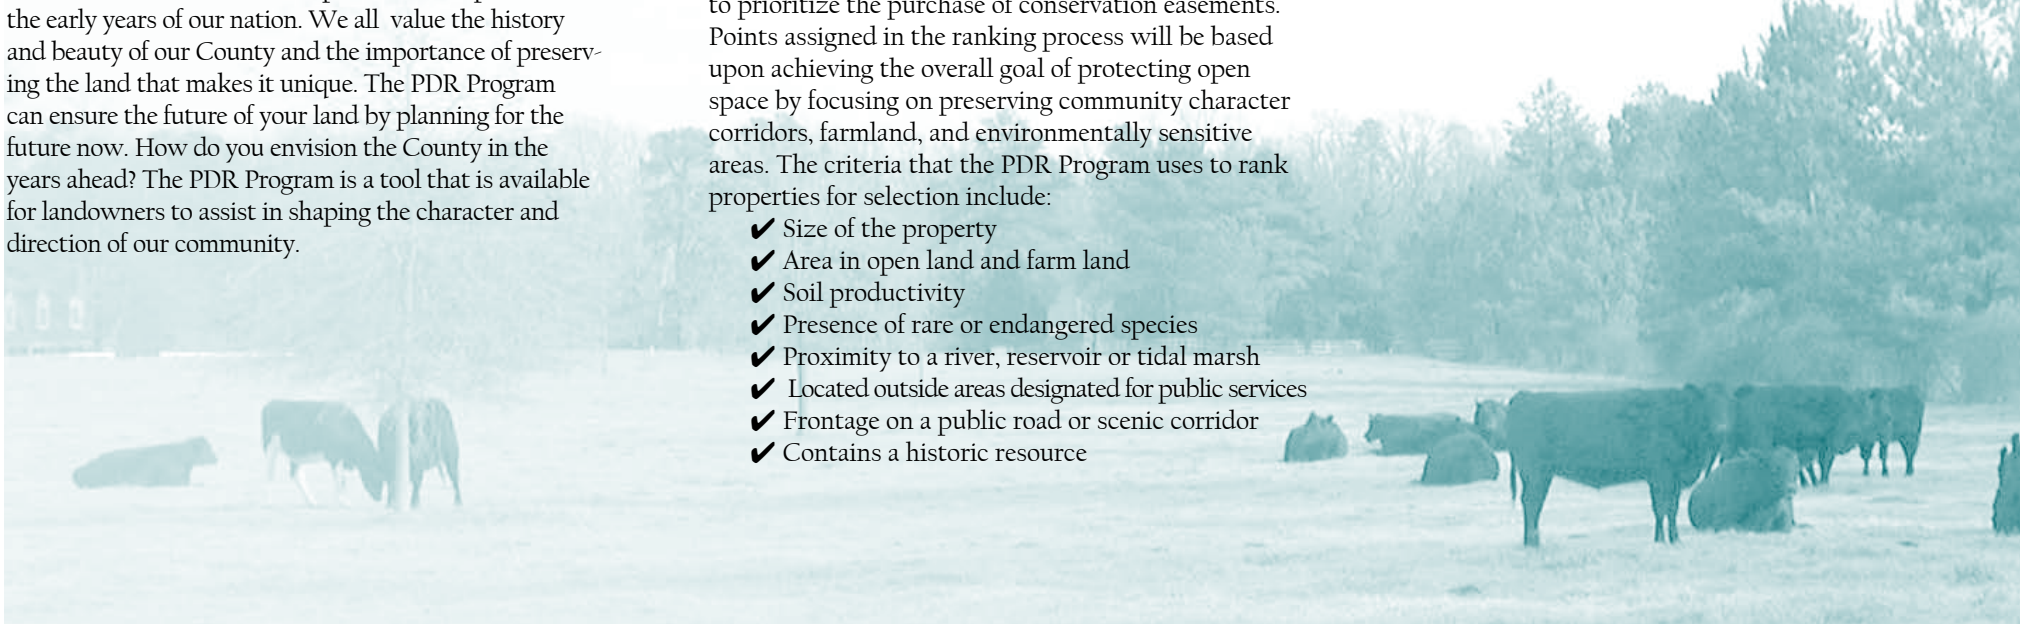 the early years of our nation. We all  value the history
and beauty of our County and the importance of preserv-
ing the land that makes it unique. The PDR Program
can ensure the future of your land by planning for the
future now. How do you envision the County in the
years ahead? The PDR Program is a tool that is available
for landowners to assist in shaping the character and
direction of our community.
to prioritize the purchase of conservation easements.
Points assigned in the ranking process will be based
upon achieving the overall goal of protecting open
space by focusing on preserving community character
corridors, farmland, and environmentally sensitive
areas. The criteria that the PDR Program uses to rank
properties for selection include:
✔ Size of the property
✔ Area in open land and farm land
✔ Soil productivity
✔ Presence of rare or endangered species
✔ Proximity to a river, reservoir or tidal marsh
✔ Located outside areas designated for public services
✔ Frontage on a public road or scenic corridor
✔ Contains a historic resource